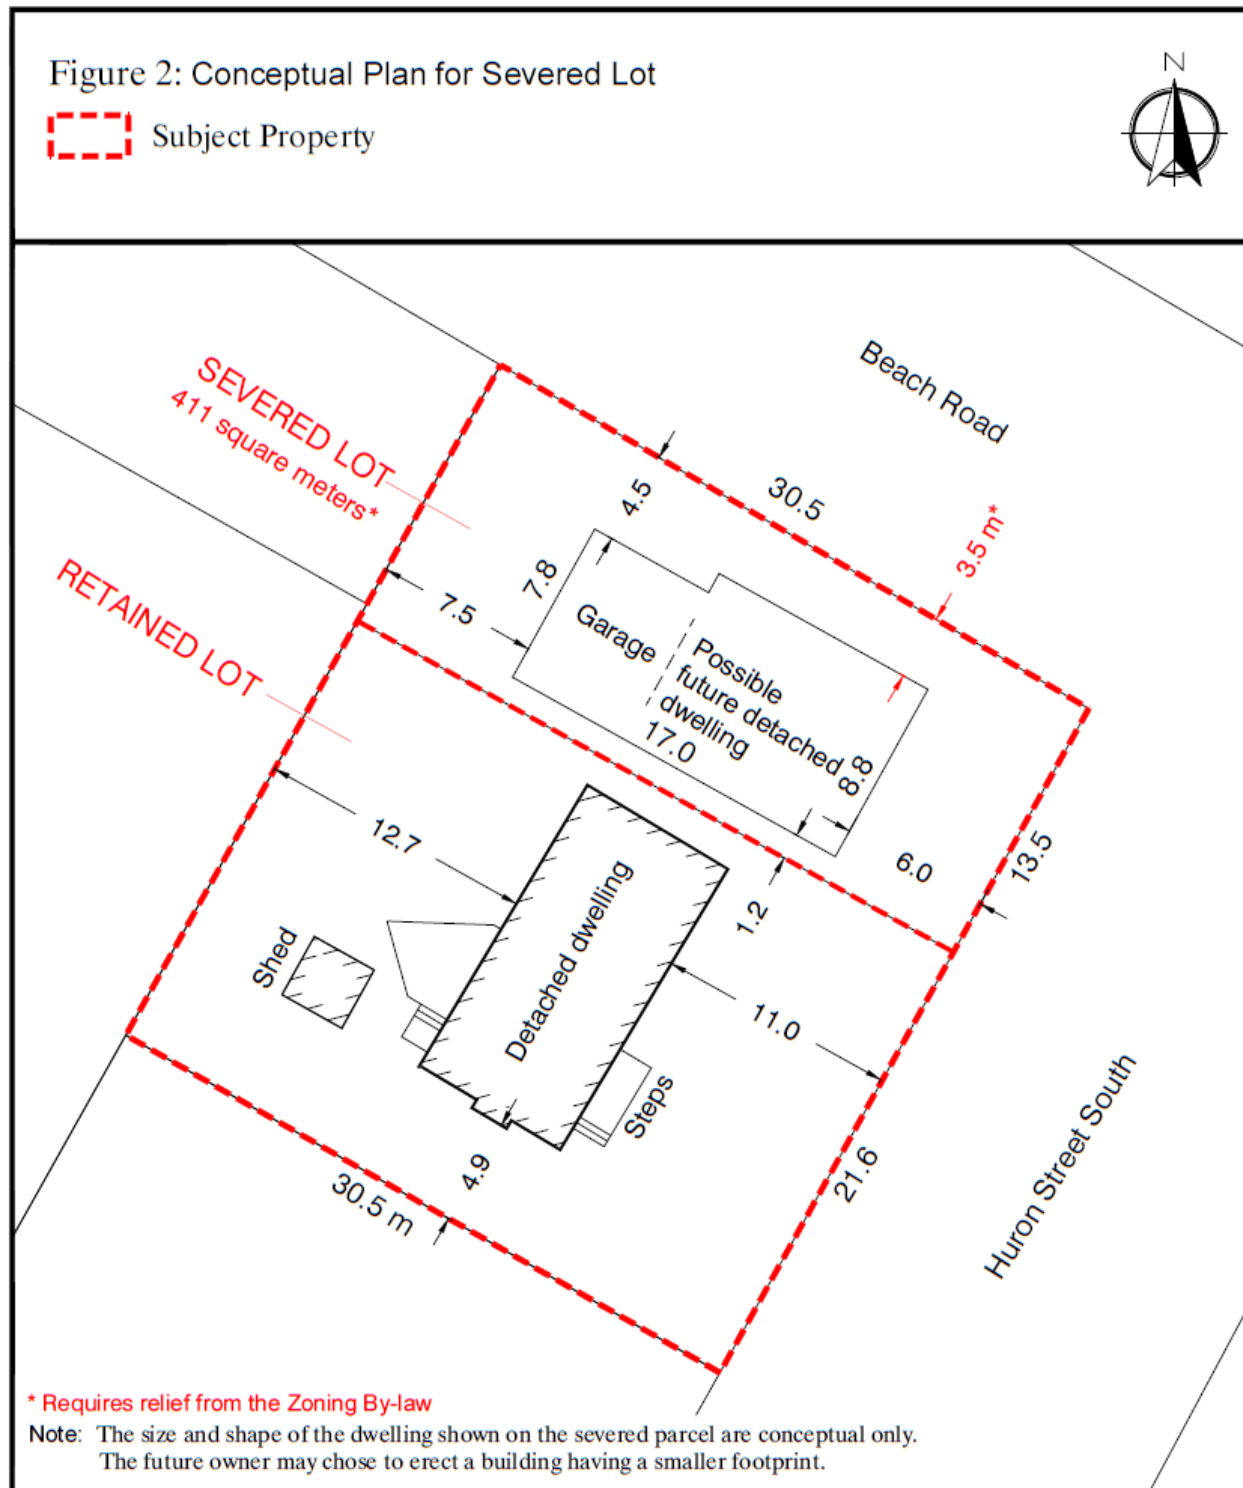 Figure 2: Conceptual Plan for Severed Lot
N
Subject Property
Beach Road
SEVERED LOT
411 square meters*
30.5
4.5
3.5 m*
7.8
7.5
RETAINED LOT
Garage
Possible
future detached
dwelling
17.0
8.8
12.7
6.0
13.5
1.2
Shed
Detached dwelling
11.0
Steps
21.6
Huron Street South
4.9
30.5 m
* Requires relief from the Zoning By-law
Note: The size and shape of the dwelling shown on the severed parcel are conceptual only.
The future owner may chose to erect a building having a smaller footprint.